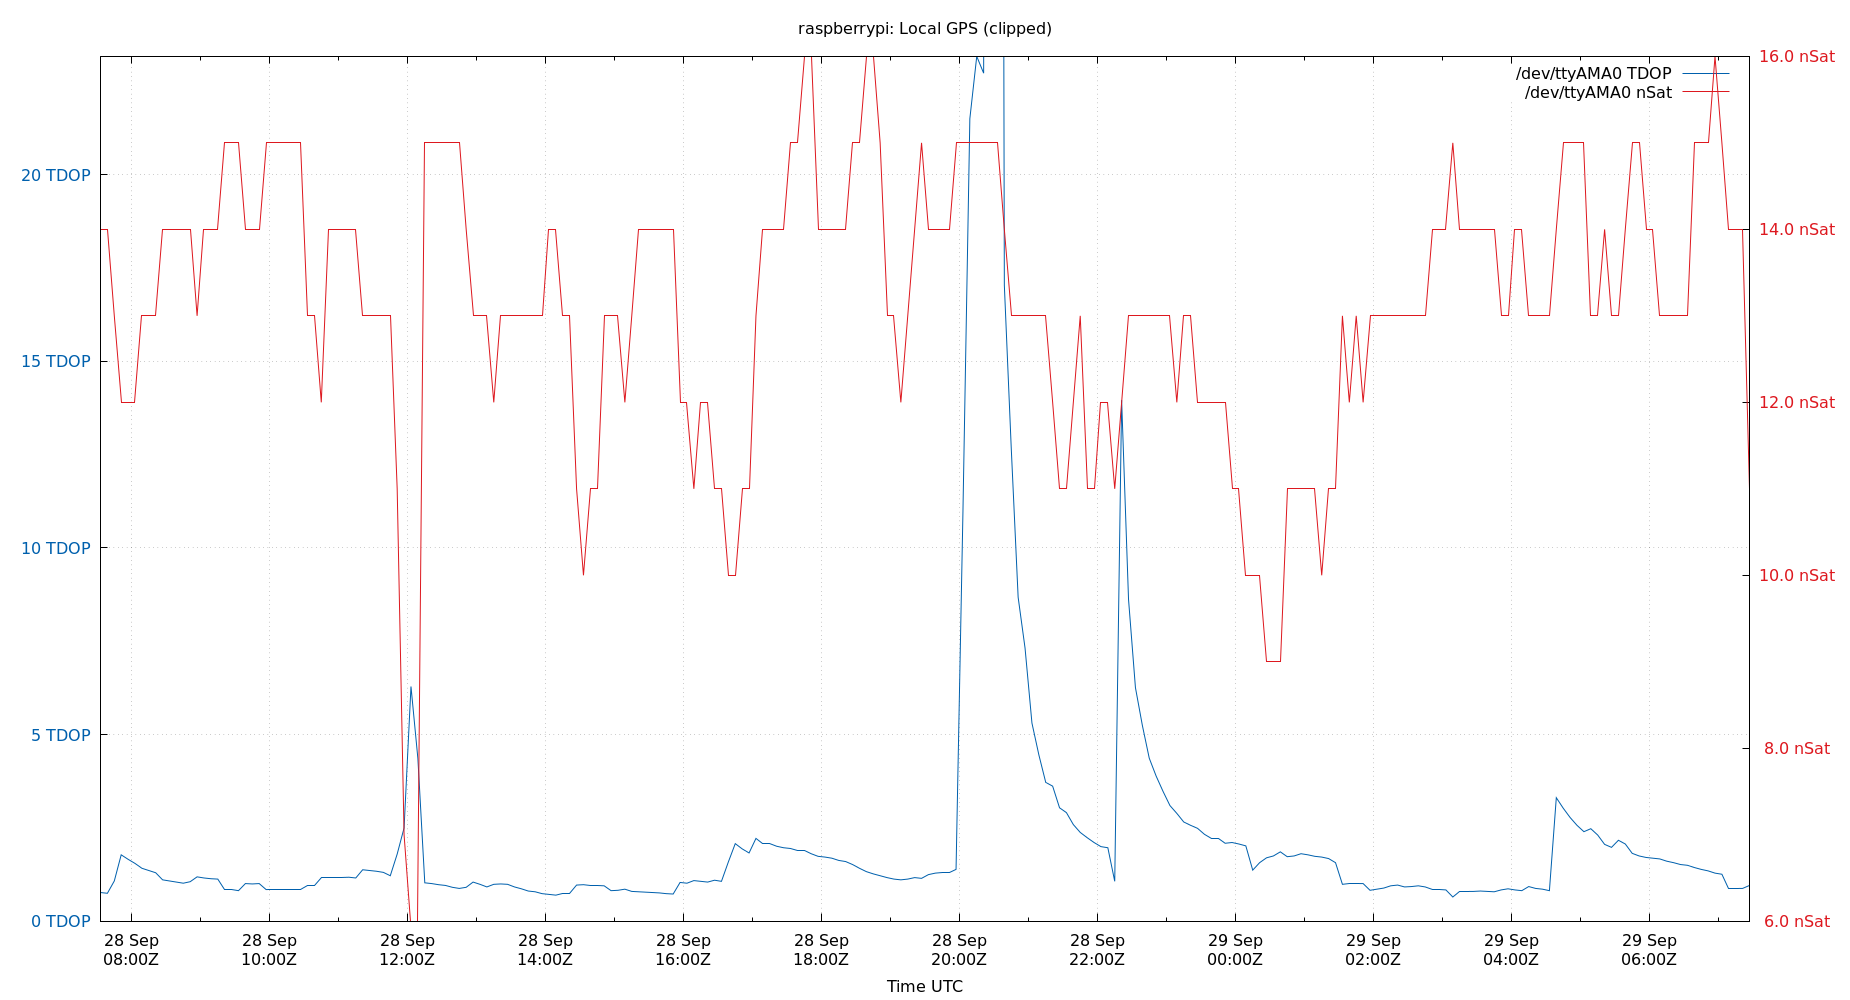 raspberrypi: Local GPS (clipped)
16.0 nSat
/dev/ttyAMA0 TDOP
/dev/ttyAMA0 nSat
20 TDOP
14.0 nSat
15 TDOP
12.0 nSat
10 TDOP
10.0 nSat
5 TDOP
8.0 nSat
0 TDOP
6.0 nSat
28 Sep 28 Sep 28 Sep 28 Sep 28 Sep 28 Sep 28 Sep 28 Sep 29 Sep 29 Sep 29 Sep 29 Sep
08:00Z 10:00Z 12:00Z 14:00Z 16:00Z 18:00Z 20:00Z 22:00Z 00:00Z 02:00Z 04:00Z 06:00Z
Time UTC